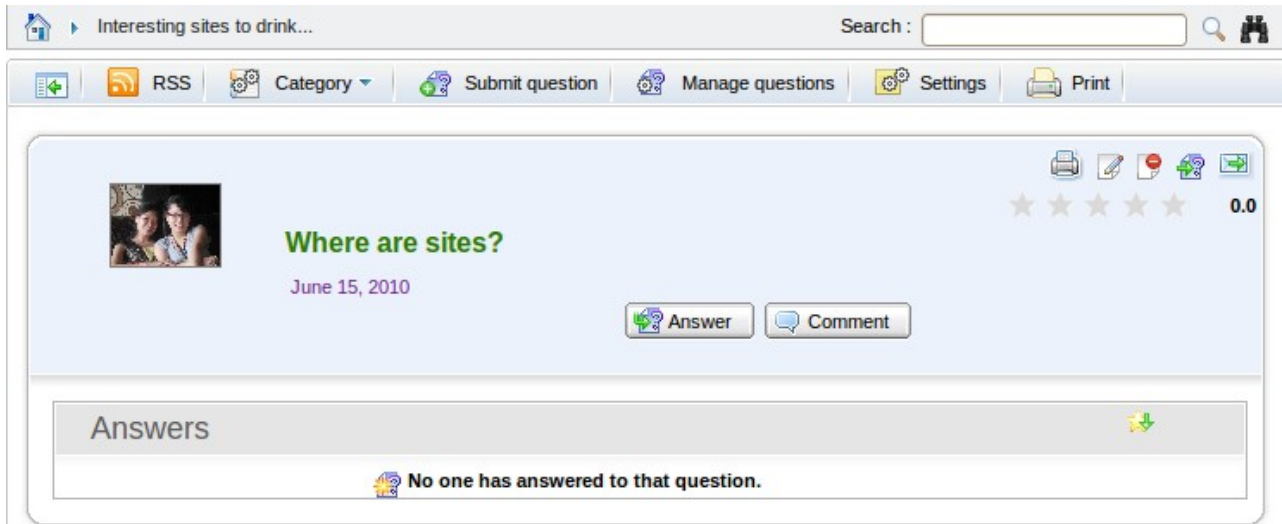 Interesting sites to drink... Search :
RSS Category Submit question Manage questions Settings Print
0.0
Where are sites?
June 15, 2010
Answer Comment
Answers
No one has answered to that question.